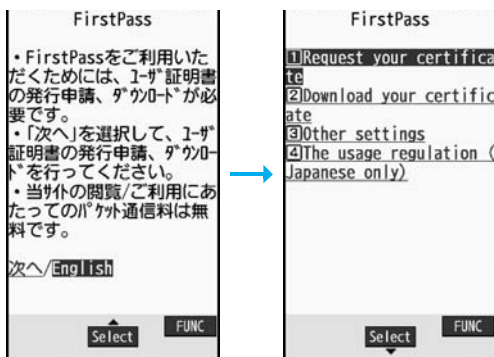 FirstPass
・FirstPassをご利用いた
だくためには、ﾕｰｻﾞ証明書
の発行申請、ﾀﾞｳﾝﾛｰﾄﾞが必
要です。
・「次へ」を選択して、ﾕｰｻﾞ
証明書の発行申請、ﾀﾞｳﾝﾛｰ
ﾄﾞを行ってください。
・当ｻｲﾄの閲覧/ご利用にあ
たってのﾊﾟｹｯﾄ通信料は無
料です。
次へ/English
Select
FUNC
FirstPass
1Request your certifica
te
2Download your certific
ate
3Other settings
4The usage regulation (
Japanese only)
Select
FUNC